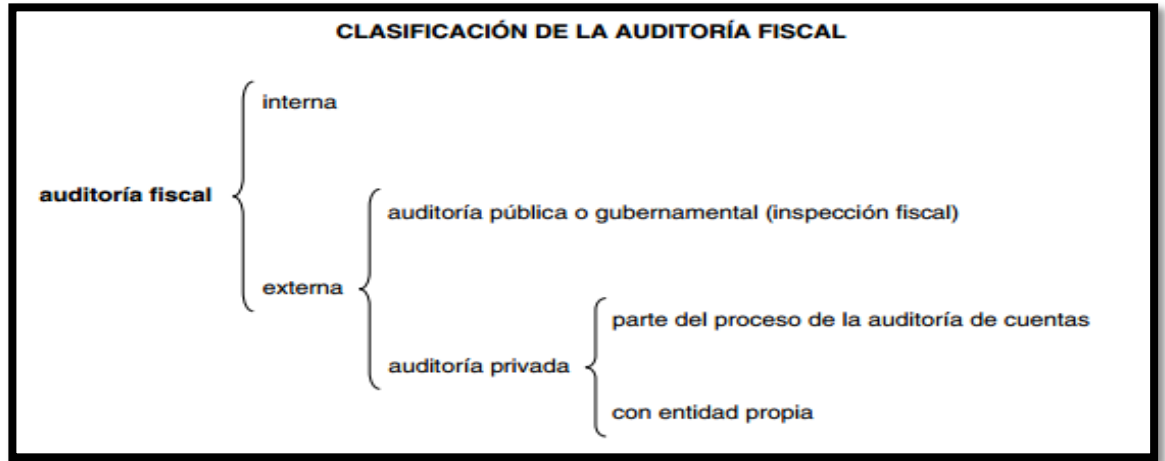 CLASIFICACIÓN DE LA AUDITORÍA FISCAL
interna
auditoría fiscal
auditoría pública o gubernamental (inspección fiscal)
externa
parte del proceso de la auditoría de cuentas
auditoría privada
con entidad propia